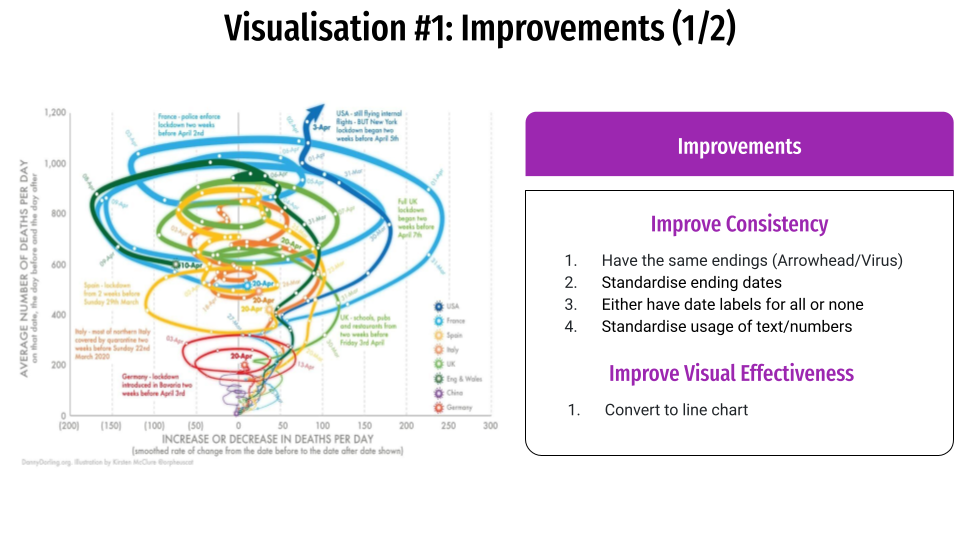 Visualisation #1: Improvements (1/2)
Improvements
Improve Consistency
1. Have the same endings (Arrowhead/Virus)
2. Standardise ending dates
3. Either have date labels for all or none
4. Standardise usage of text/numbers
Improve Visual Effectiveness
1. Convert to line chart
AVERAGE NUMBER OF DEATHS PER DAY
on that date, the day before and the day after
1,200
1,000
800
600
400
200
0
(200) (150) (100) (50) 0 50 100 150 200 250 300
INCREASE OR DECREASE IN DEATHS PER DAY
(smoothed rate of change from the date before to the date after date shown)
DannyDorling.org, illustration by Kirsten McClure @orpheuscat
France - police enforce
lockdown two weeks
before April 2nd
USA - still flying internal
flights - BUT New York
lockdown began two
weeks before April 5th
3-Apr
Full UK
lockdown
began two
weeks before
April 7th
Spain - lockdown
from 2 weeks before
Sunday 29th March
Italy - most of northern Italy
covered by quarantine two
weeks before Sunday 22nd
March 2020
UK - schools, pubs
and restaurants from
two weeks before
Friday 3rd April
Germany - lockdown
introduced in Bavaria two
weeks before April 3rd
10-Apr
20-Apr
20-Apr
20-Apr
20-Apr
20-Apr
USA
France
Spain
Italy
UK
Eng & Wales
China
Germany